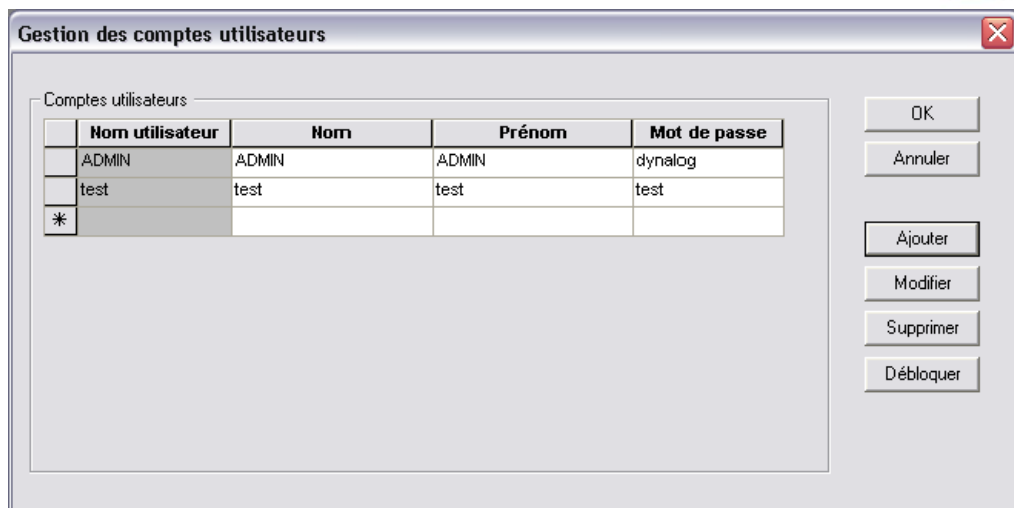 Gestion des comptes utilisateurs
Comptes utilisateurs
Nom utilisateur Nom Prénom Mot de passe
ADMIN ADMIN ADMIN dynalog
test test test test
*
OK
Annuler
Ajouter
Modifier
Supprimer
Débloquer